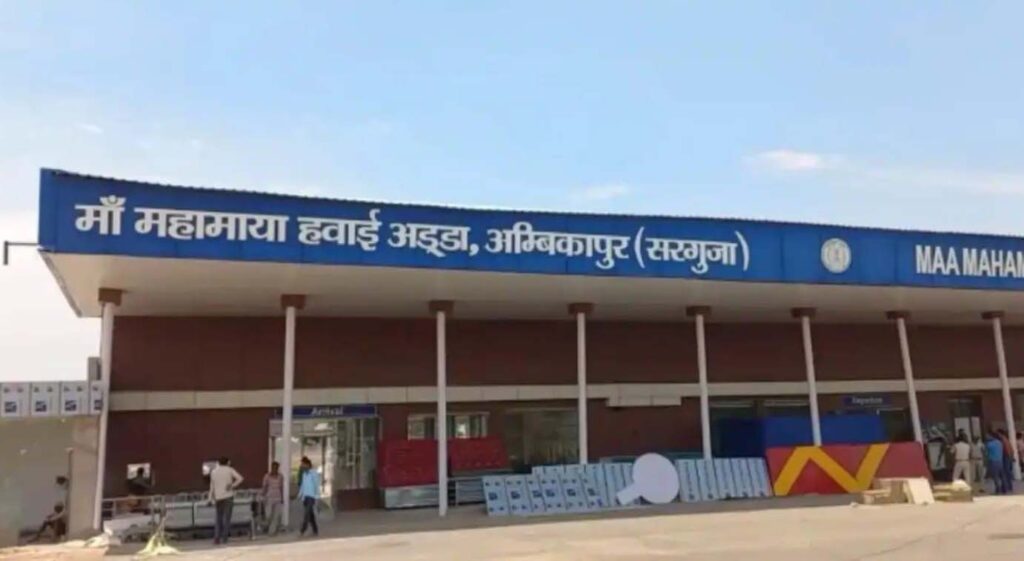 माँ महामाया हवाई अड्डा, अम्बिकापुर (सरगुजा)
MAA MAHAM
Arrival
Departure